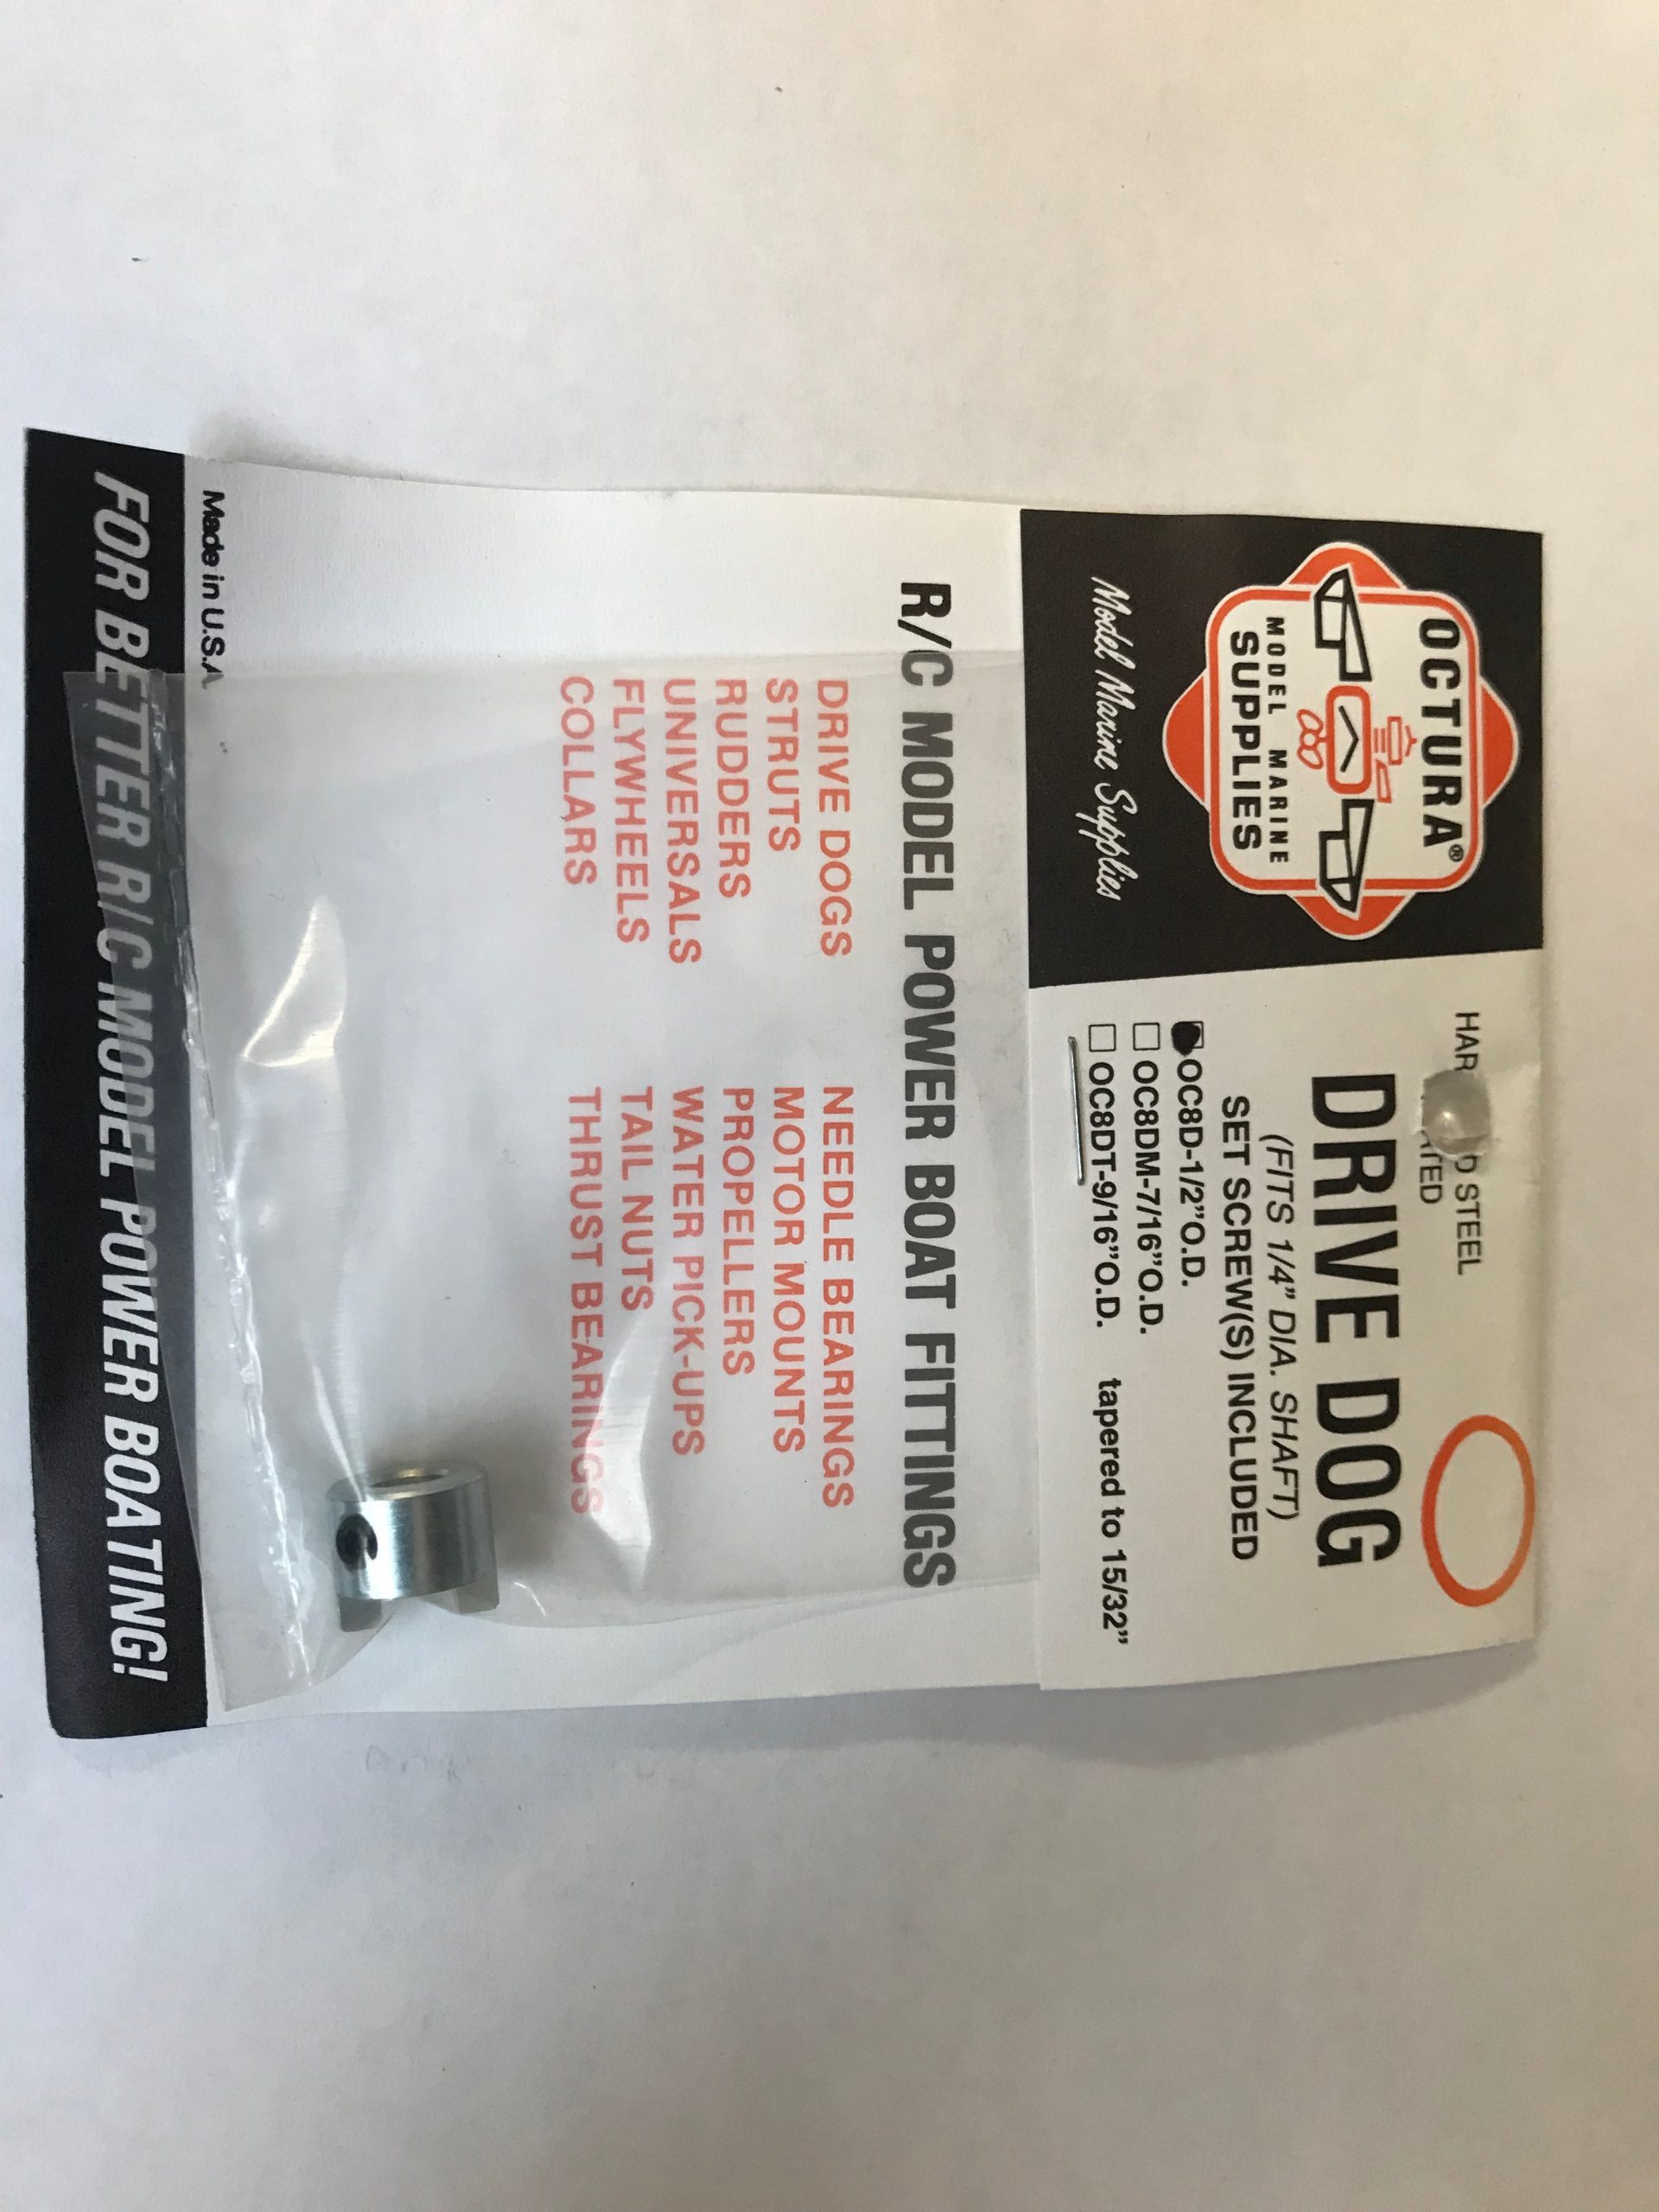 OCTURA®
MODEL MARINE
SUPPLIES
Model Marine Supplies
STEEL
DRIVE DOG
(FITS 1/4” DIA. SHAFT)
SET SCREW(S) INCLUDED
OC8D-1/2”O.D.
OC8DM-7/16”O.D.
OC8DT-9/16”O.D. tapered to 15/32”
R/C MODEL POWER BOAT FITTINGS
DRIVE DOGS
STRUTS
RUDDERS
UNIVERSALS
FLYWHEELS
COLLARS
NEEDLE BEARINGS
MOTOR MOUNTS
PROPELLERS
WATER PICK-UPS
TAIL NUTS
THRUST BEARINGS
Made in U.S.A
FOR BETTER R/C MODEL POWER BOATING!